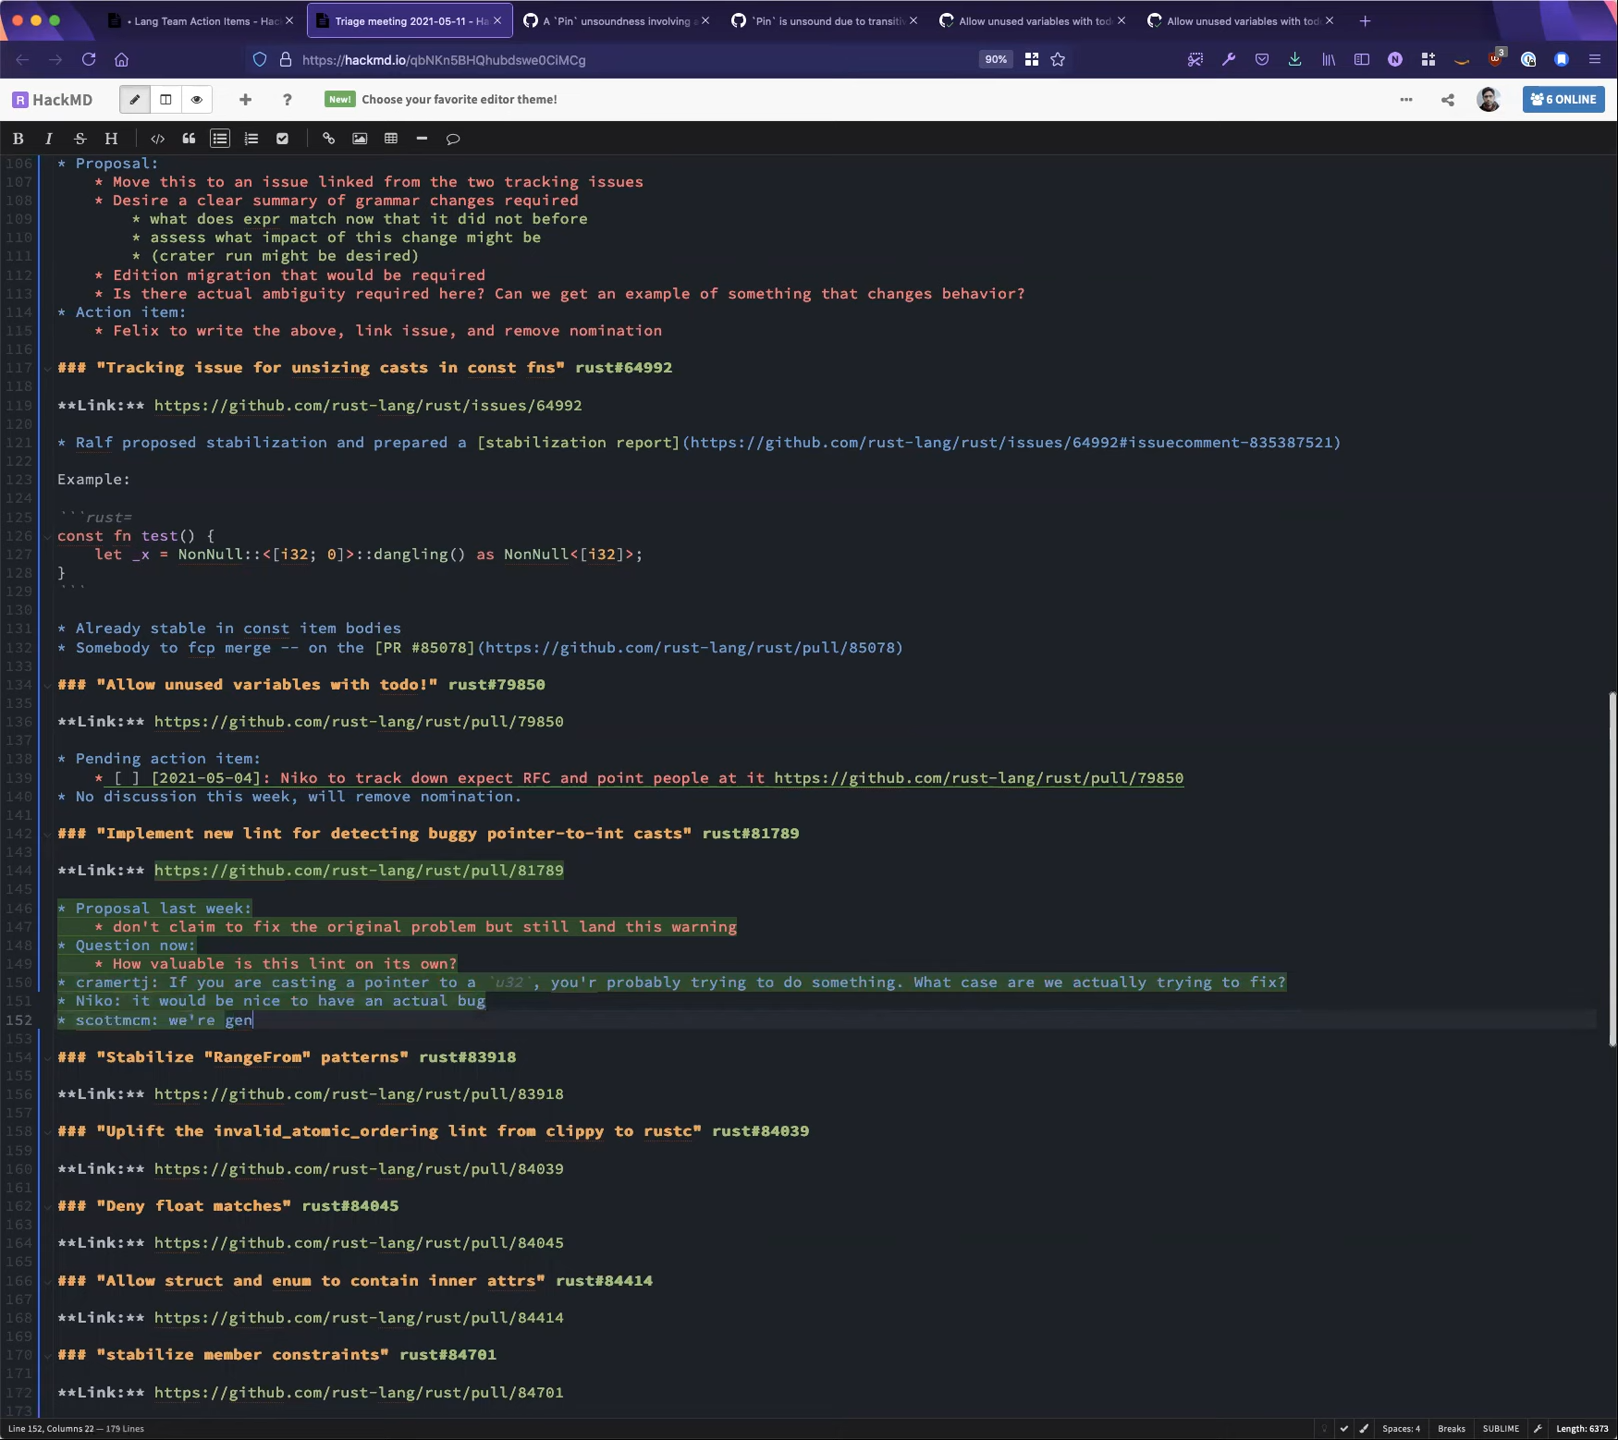 • Lang Team Action Items - Hac
Triage meeting 2021-05-11 - Ha
A `Pin` unsoundness involving
`Pin` is unsound due to transiti
Allow unused variables with tod
Allow unused variables with tod
https://hackmd.io/qbNKn5BHQhubdswe0CiMCg
90%
3
HackMD
New! Choose your favorite editor theme!
6 ONLINE
106 * Proposal:
107 * Move this to an issue linked from the two tracking issues
108 * Desire a clear summary of grammar changes required
109 * what does expr match now that it did not before
110 * assess what impact of this change might be
111 * (crater run might be desired)
112 * Edition migration that would be required
113 * Is there actual ambiguity required here? Can we get an example of something that changes behavior?
114 * Action item:
115 * Felix to write the above, link issue, and remove nomination
116
117 ### "Tracking issue for unsizing casts in const fns" rust#64992
118
119 **Link:** https://github.com/rust-lang/rust/issues/64992
120
121 * Ralf proposed stabilization and prepared a [stabilization report](https://github.com/rust-lang/rust/issues/64992#issuecomment-835387521)
122
123 Example:
124
125 ```rust=
126 const fn test() {
127 let _x = NonNull::<[i32; 0]>::dangling() as NonNull<[i32]>;
128 }
129 ```
130
131 * Already stable in const item bodies
132 * Somebody to fcp merge -- on the [PR #85078](https://github.com/rust-lang/rust/pull/85078)
133
134 ### "Allow unused variables with todo!" rust#79850
135
136 **Link:** https://github.com/rust-lang/rust/pull/79850
137
138 * Pending action item:
139 * [ ] [2021-05-04]: Niko to track down expect RFC and point people at it https://github.com/rust-lang/rust/pull/79850
140 * No discussion this week, will remove nomination.
141
142 ### "Implement new lint for detecting buggy pointer-to-int casts" rust#81789
143
144 **Link:** https://github.com/rust-lang/rust/pull/81789
145
146 * Proposal last week:
147 * don't claim to fix the original problem but still land this warning
148 * Question now:
149 * How valuable is this lint on its own?
150 * cramertj: If you are casting a pointer to a `u32`, you'r probably trying to do something. What case are we actually trying to fix?
151 * Niko: it would be nice to have an actual bug
152 * scottmcm: we're gen
153
154 ### "Stabilize "RangeFrom" patterns" rust#83918
155
156 **Link:** https://github.com/rust-lang/rust/pull/83918
157
158 ### "Uplift the invalid_atomic_ordering lint from clippy to rustc" rust#84039
159
160 **Link:** https://github.com/rust-lang/rust/pull/84039
161
162 ### "Deny float matches" rust#84045
163
164 **Link:** https://github.com/rust-lang/rust/pull/84045
165
166 ### "Allow struct and enum to contain inner attrs" rust#84414
167
168 **Link:** https://github.com/rust-lang/rust/pull/84414
169
170 ### "stabilize member constraints" rust#84701
171
172 **Link:** https://github.com/rust-lang/rust/pull/84701
173
Line 152, Columns 22 — 179 Lines
Spaces: 4 Breaks SUBLIME Length: 6373